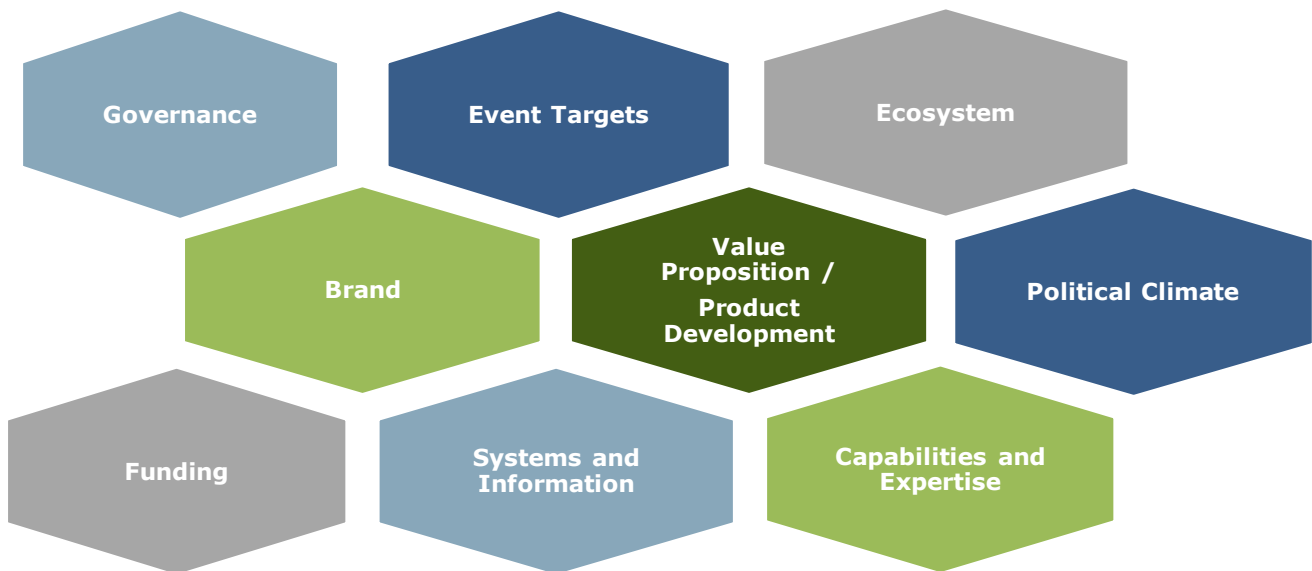 Governance
Event Targets
Ecosystem
Brand
Value
Proposition /
Product
Development
Political Climate
Funding
Systems and
Information
Capabilities and
Expertise